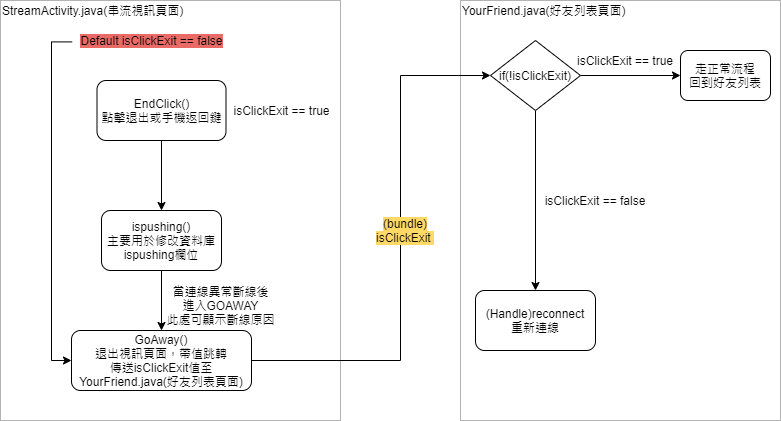 StreamActivity.java(串流視訊頁面)
Default isClickExit == false
EndClick()
點擊退出或手機返回鍵
isClickExit == true
ispushing()
主要用於修改資料庫
ispushing欄位
當連線異常斷線後
進入GOAWAY
此處可顯示斷線原因
GoAway()
退出視訊頁面，帶值跳轉
傳送isClickExit值至
YourFriend.java(好友列表頁面)
(bundle)
isClickExit
YourFriend.java(好友列表頁面)
if(!isClickExit)
isClickExit == true
走正常流程
回到好友列表
isClickExit == false
(Handle)reconnect
重新連線